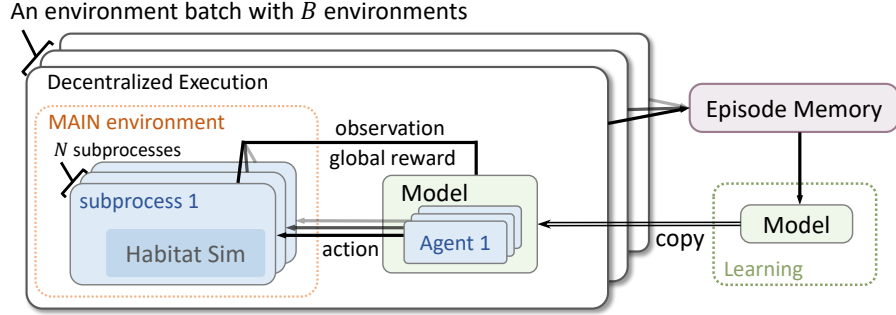 An environment batch with B environments
Decentralized Execution
MAIN environment
N subprocesses
subprocess 1
Habitat Sim
observation
global reward
Model
Agent 1
action
Episode Memory
Model
copy
Learning